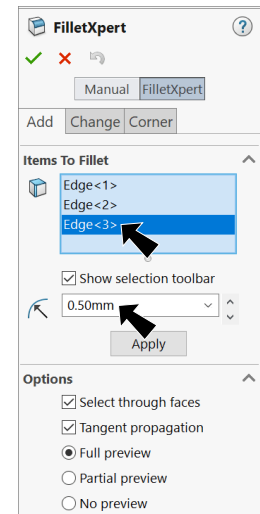 FilletXpert
?
Manual FilletXpert
Add Change Corner
Items To Fillet
Edge<1>
Edge<2>
Edge<3>
Show selection toolbar
0.50mm
Apply
Options
Select through faces
Tangent propagation
Full preview
Partial preview
No preview